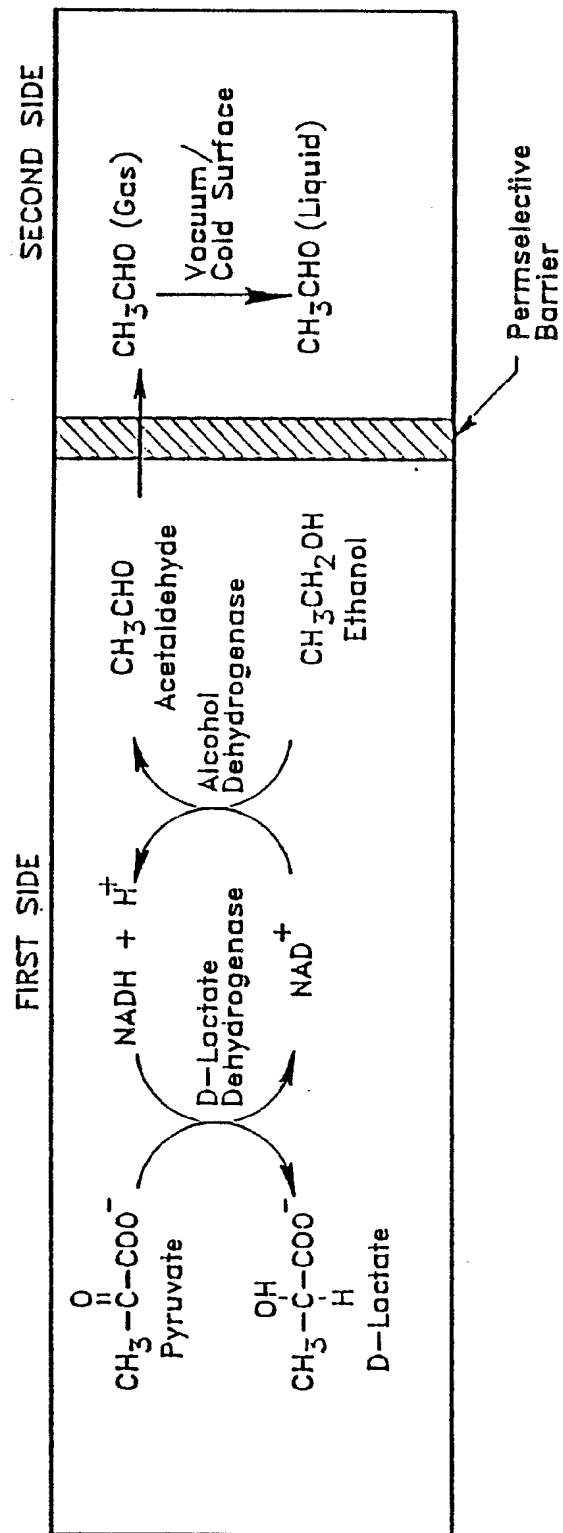 FIRST SIDE
SECOND SIDE
O
CH3–C–COO−
Pyruvate
OH
CH3–C–COO−
H
D–Lactate
NADH + H+
D–Lactate
Dehydrogenase
NAD+
Alcohol
Dehydrogenase
CH3CHO
Acetaldehyde
CH3CH2OH
Ethanol
CH3CHO (Gas)
Vacuum/
Cold Surface
CH3CHO (Liquid)
Permselective
Barrier